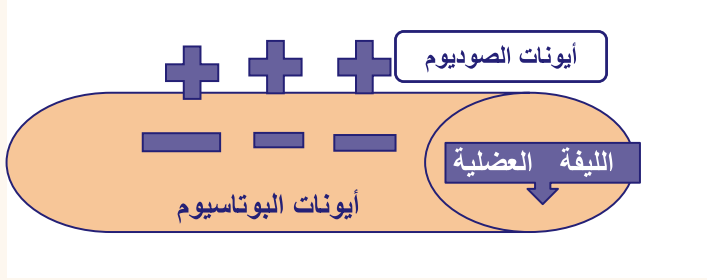 أيونات الصوديوم
الليفة العضلية
أيونات البوتاسيوم